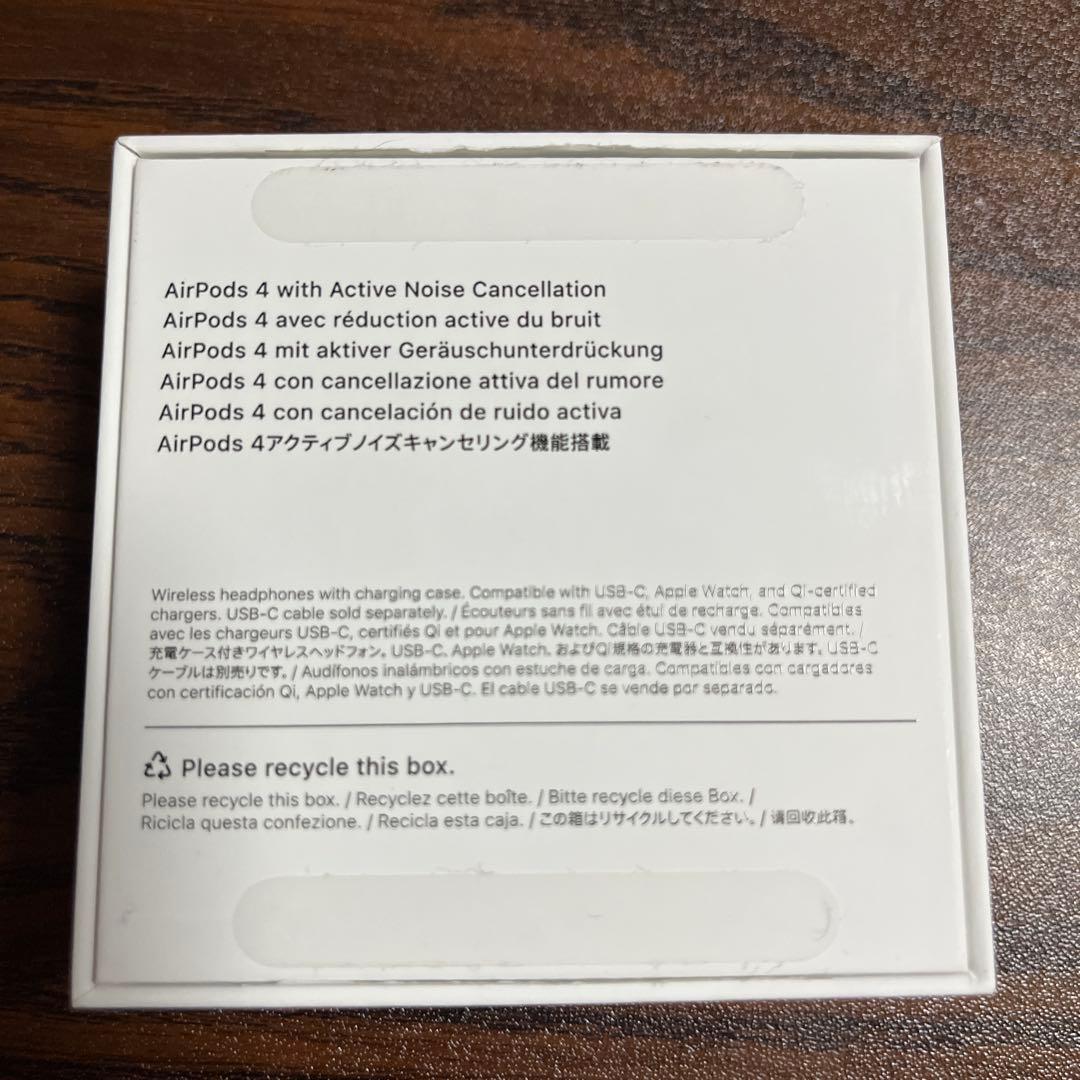 AirPods 4 with Active Noise Cancellation
AirPods 4 avec réduction active du bruit
AirPods 4 mit aktiver Geräuschunterdrückung
AirPods 4 con cancellazione attiva del rumore
AirPods 4 con cancelación de ruido activa
AirPods 4アクティブノイズキャンセリング機能搭載
Wireless headphones with charging case. Compatible with USB-C, Apple Watch, and Qi-certified
chargers. USB-C cable sold separately. / Écouteurs sans fil avec étui de recharge. Compatibles
avec les chargeurs USB-C, certifiés Qi et pour Apple Watch. Câble USB-C vendu séparément. /
充電ケース付きワイヤレスヘッドフォン。USB-C、Apple Watch、およびQi規格の充電器と互換性があります。USB-C
ケーブルは別売りです。/ Audífonos inalámbricos con estuche de carga. Compatibles con cargadores
con certificación Qi, Apple Watch y USB-C. El cable USB-C se vende por separado.
Please recycle this box.
Please recycle this box. / Recyclez cette boîte. / Bitte recycle diese Box. /
Ricicla questa confezione. / Recicla esta caja. / この箱はリサイクルしてください。/ 请回收此箱。